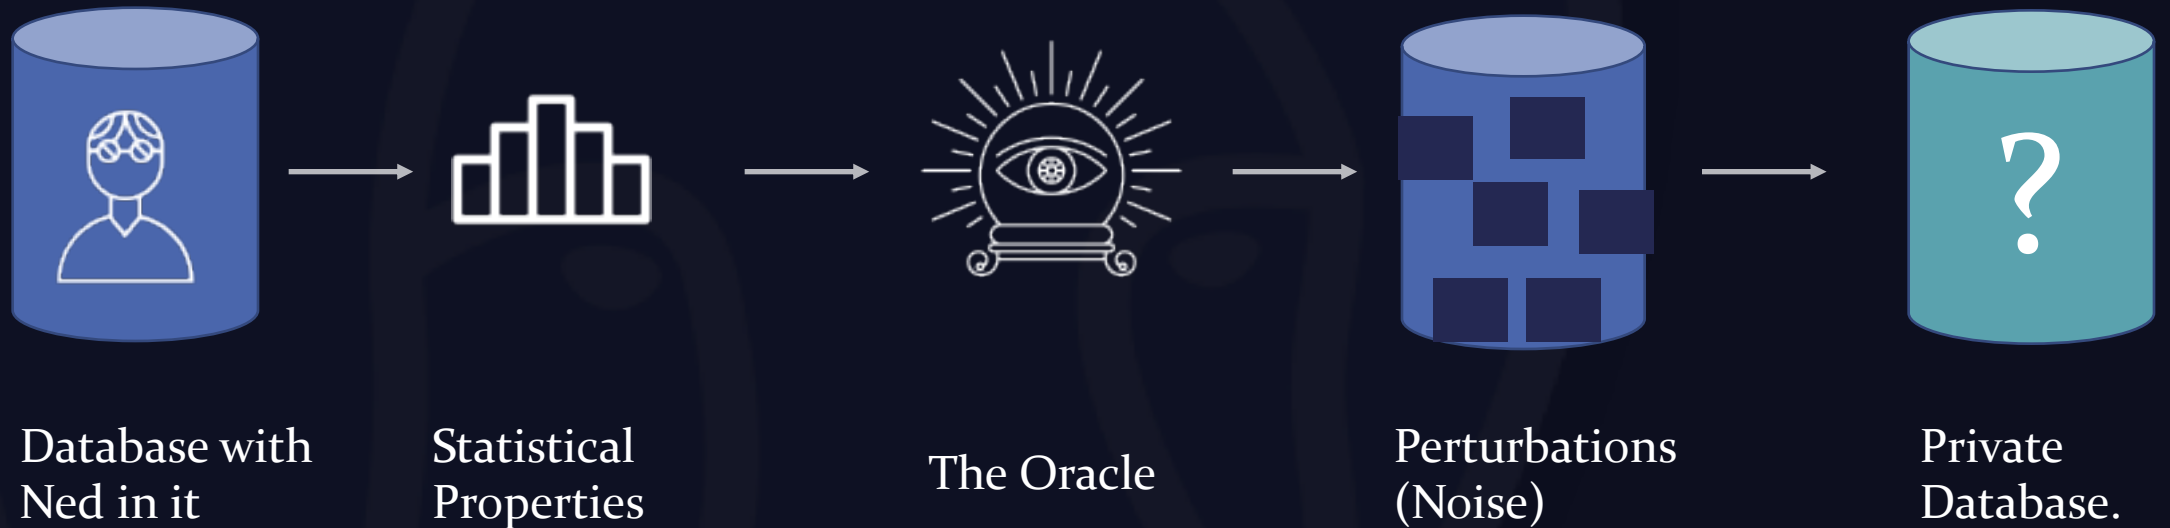 ?
Database with
Ned in it
Statistical
Properties
The Oracle
Perturbations
(Noise)
Private
Database.